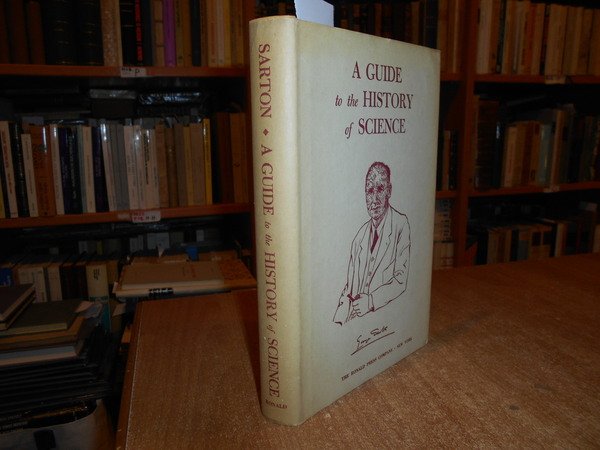 SARTON ◆ A GUIDE to the HISTORY of SCIENCE
RONALD
A GUIDE
to the HISTORY
of SCIENCE
George Sarton
THE RONALD PRESS COMPANY · NEW YORK